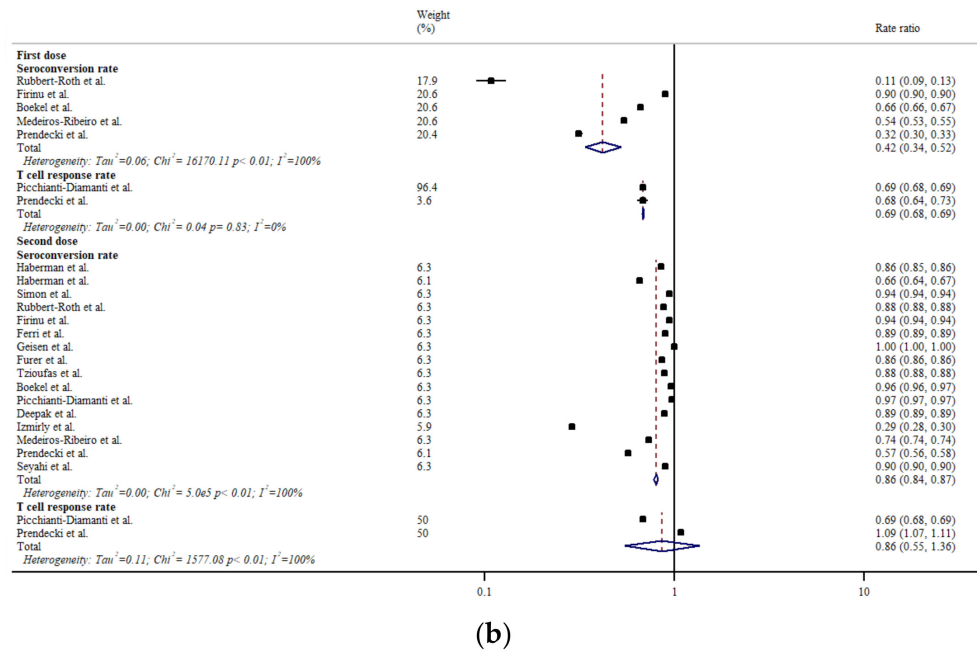 Weight
(%) Rate ratio
First dose
Seroconversion rate
Rubbert-Roth et al. 17.9 0.11 (0.09, 0.13)
Firinu et al. 20.6 0.90 (0.90, 0.90)
Boekel et al. 20.6 0.66 (0.66, 0.67)
Medeiros-Ribeiro et al. 20.6 0.54 (0.53, 0.55)
Prendecki et al. 20.4 0.32 (0.30, 0.33)
Total 0.42 (0.34, 0.52)
Heterogeneity: Tau²=0.06; Chi²= 16170.11 p< 0.01; I²=100%
T cell response rate
Picchianti-Diamanti et al. 96.4 0.69 (0.68, 0.69)
Prendecki et al. 3.6 0.68 (0.64, 0.73)
Total 0.69 (0.68, 0.69)
Heterogeneity: Tau²=0.00; Chi²= 0.04 p= 0.83; I²=0%
Second dose
Seroconversion rate
Haberman et al. 6.3 0.86 (0.85, 0.86)
Haberman et al. 6.1 0.66 (0.64, 0.67)
Simon et al. 6.3 0.94 (0.94, 0.94)
Rubbert-Roth et al. 6.3 0.88 (0.88, 0.88)
Firinu et al. 6.3 0.94 (0.94, 0.94)
Ferri et al. 6.3 0.89 (0.89, 0.89)
Geisen et al. 6.3 1.00 (1.00, 1.00)
Furer et al. 6.3 0.86 (0.86, 0.86)
Tzioufas et al. 6.3 0.88 (0.88, 0.88)
Boekel et al. 6.3 0.96 (0.96, 0.97)
Picchianti-Diamanti et al. 6.3 0.97 (0.97, 0.97)
Deepak et al. 6.3 0.89 (0.89, 0.89)
Izmirly et al. 5.9 0.29 (0.28, 0.30)
Medeiros-Ribeiro et al. 6.3 0.74 (0.74, 0.74)
Prendecki et al. 6.1 0.57 (0.56, 0.58)
Seyahi et al. 6.3 0.90 (0.90, 0.90)
Total 0.86 (0.84, 0.87)
Heterogeneity: Tau²=0.00; Chi²= 5.0e5 p< 0.01; I²=100%
T cell response rate
Picchianti-Diamanti et al. 50 0.69 (0.68, 0.69)
Prendecki et al. 50 1.09 (1.07, 1.11)
Total 0.86 (0.55, 1.36)
Heterogeneity: Tau²=0.11; Chi²= 1577.08 p< 0.01; I²=100%
0.1 1 10
(b)